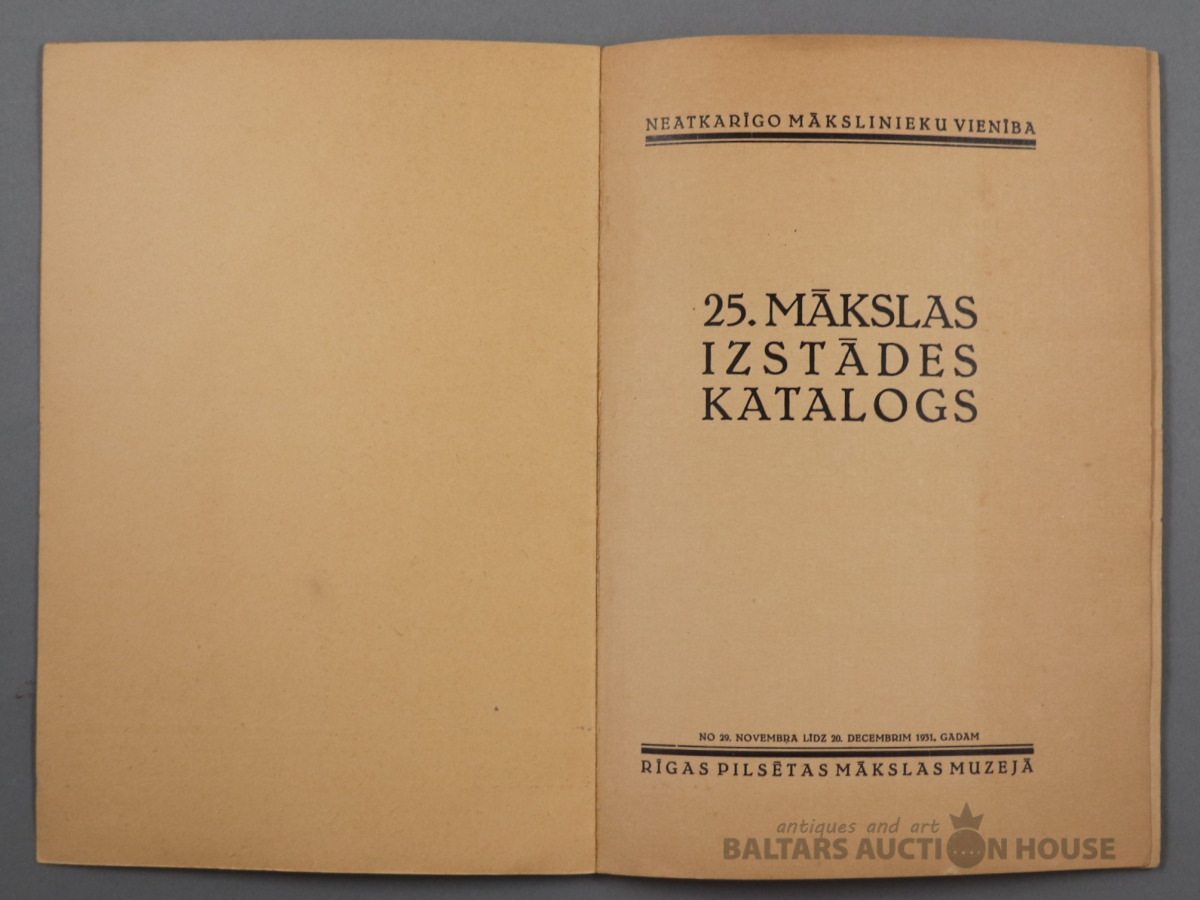 NEATKARĪGO MĀKSLINIEKU VIENĪBA
25. MĀKSLAS
IZSTĀDES
KATALOGS
NO 29. NOVEMBRA LĪDZ 20. DECEMBRIM 1931. GADAM
RĪGAS PILSĒTAS MĀKSLAS MUZEJĀ
antiques and art
BALTARS AUCTION HOUSE